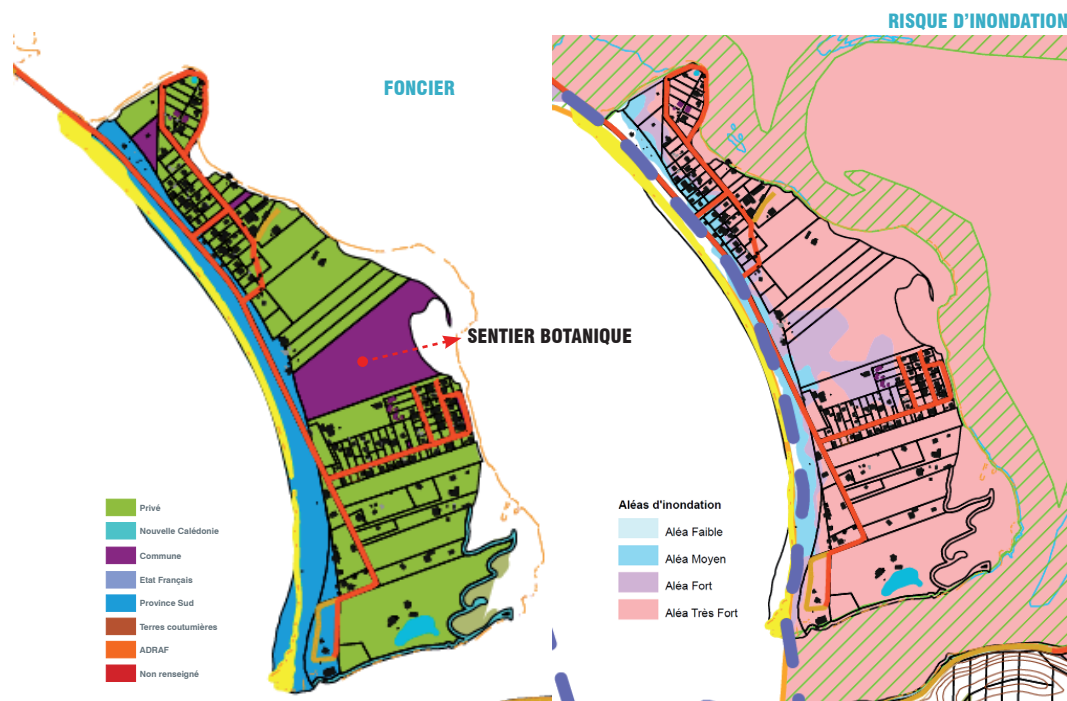 RISQUE D'INONDATION
FONCIER
SENTIER BOTANIQUE
Privé
Nouvelle Calédonie
Commune
Etat Français
Province Sud
Terres coutumières
ADRAF
Non renseigné
Aléas d'inondation
Aléa Faible
Aléa Moyen
Aléa Fort
Aléa Très Fort